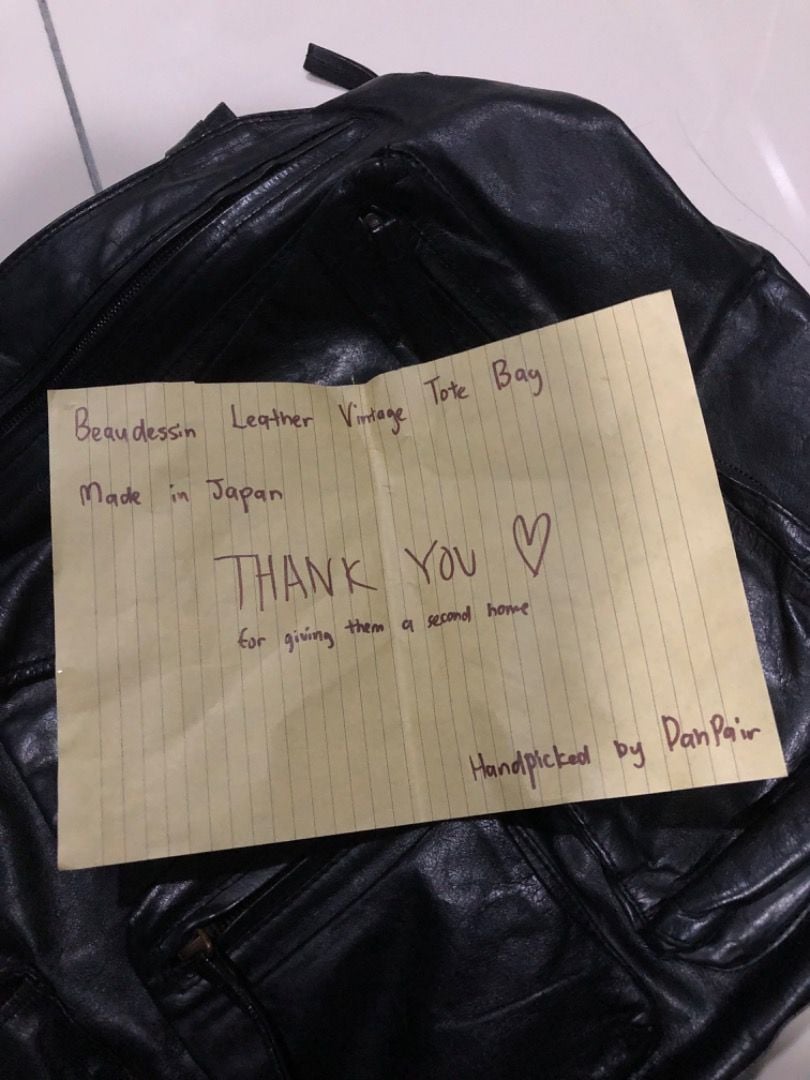 Beaudessin Leather Vintage Tote Bag
Made in Japan
THANK YOU ♡
for giving them a second home
Handpicked by DanPair